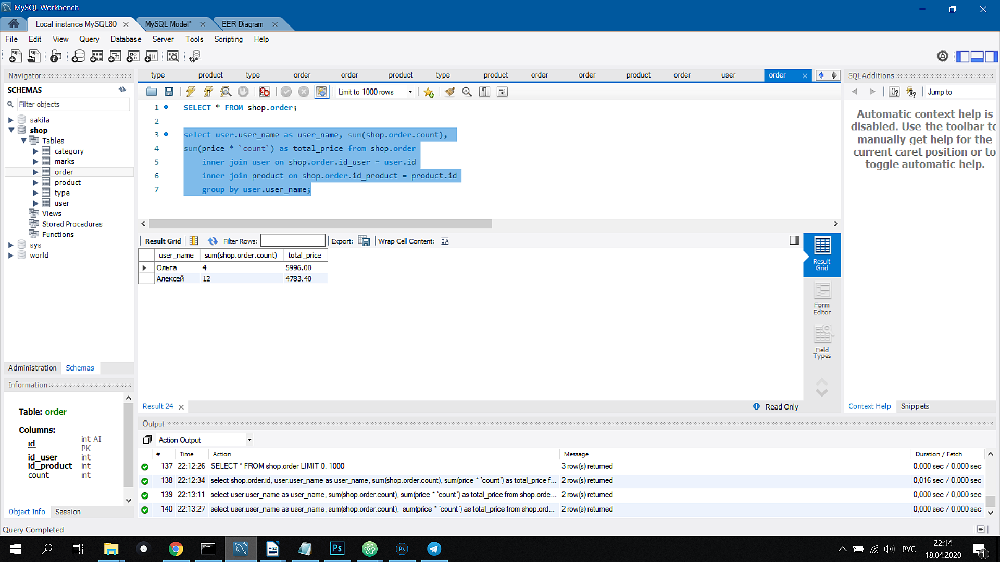 MySQL Workbench
Local instance MySQL80
MySQL Model*
EER Diagram
File Edit View Query Database Server Tools Scripting Help
Navigator
SCHEMAS
Filter objects
sakila
shop
Tables
category
marks
order
product
type
user
Views
Stored Procedures
Functions
sys
world
Administration Schemas
Information
Table: order
Columns:
id int AI PK
id_user int
id_product int
count int
Object Info Session
type product type order order product type product order order product order user order
Limit to 1000 rows
1 SELECT * FROM shop.order;
2
3 select user.user_name as user_name, sum(shop.order.count),
4 sum(price * `count`) as total_price from shop.order
5 inner join user on shop.order.id_user = user.id
6 inner join product on shop.order.id_product = product.id
7 group by user.user_name;
Result Grid Filter Rows: Export: Wrap Cell Content:
user_name sum(shop.order.count) total_price
Ольга 4 5996.00
Алексей 12 4783.40
Result Grid
Form Editor
Field Types
Result 24
Read Only
SQLAdditions
Jump to
Automatic context help is
disabled. Use the toolbar to
manually get help for the
current caret position or to
toggle automatic help.
Context Help Snippets
Output
Action Output
# Time Action Message Duration / Fetch
137 22:12:26 SELECT * FROM shop.order LIMIT 0, 1000 3 row(s) returned 0,000 sec / 0,000 sec
138 22:12:34 select shop.order.id, user.user_name as user_name, sum(shop.order.count), sum(price * `count`) as total_price f... 2 row(s) returned 0,016 sec / 0,000 sec
139 22:13:11 select user.user_name as user_name, sum(shop.order.count), sum(price * `count`) as total_price from shop.orde... 2 row(s) returned 0,000 sec / 0,000 sec
140 22:13:27 select user.user_name as user_name, sum(shop.order.count),  sum(price * `count`) as total_price from shop.ord... 2 row(s) returned 0,000 sec / 0,000 sec
Query Completed
РУС
22:14
18.04.2020
1